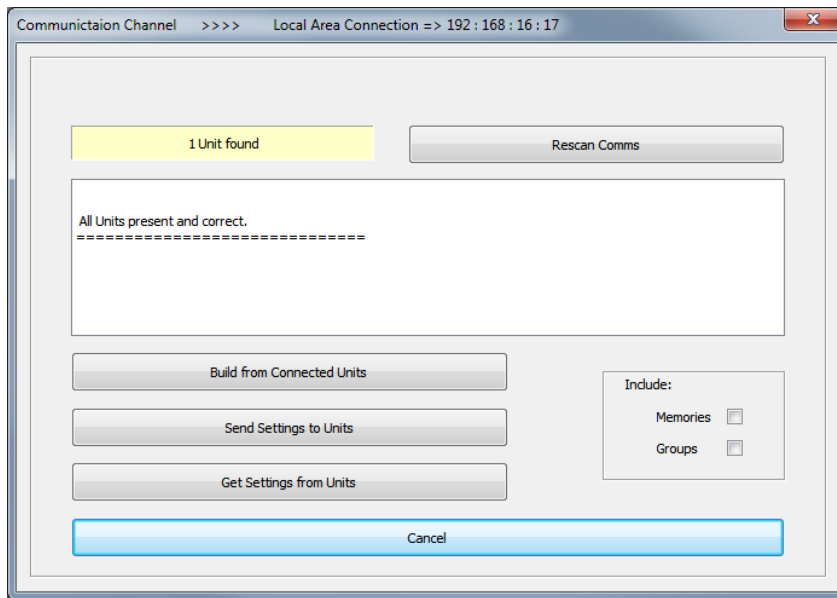 Communictaion Channel >>>> Local Area Connection => 192 : 168 : 16 : 17
1 Unit found
Rescan Comms
All Units present and correct.
==============================
Build from Connected Units
Include:
Memories
Send Settings to Units
Groups
Get Settings from Units
Cancel